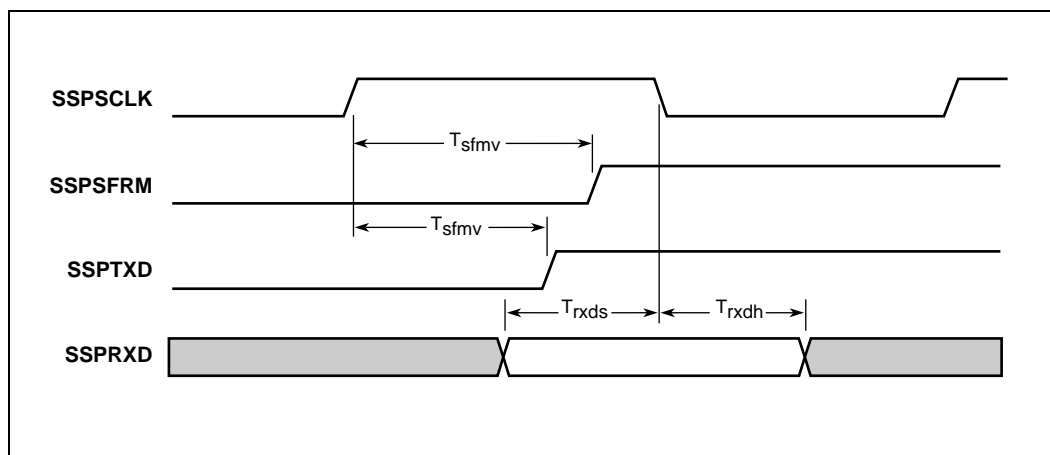 SSPSCLK
Tsfmv
SSPSFRM
Tsfmv
SSPTXD
Trxds
Trxdh
SSPRXD